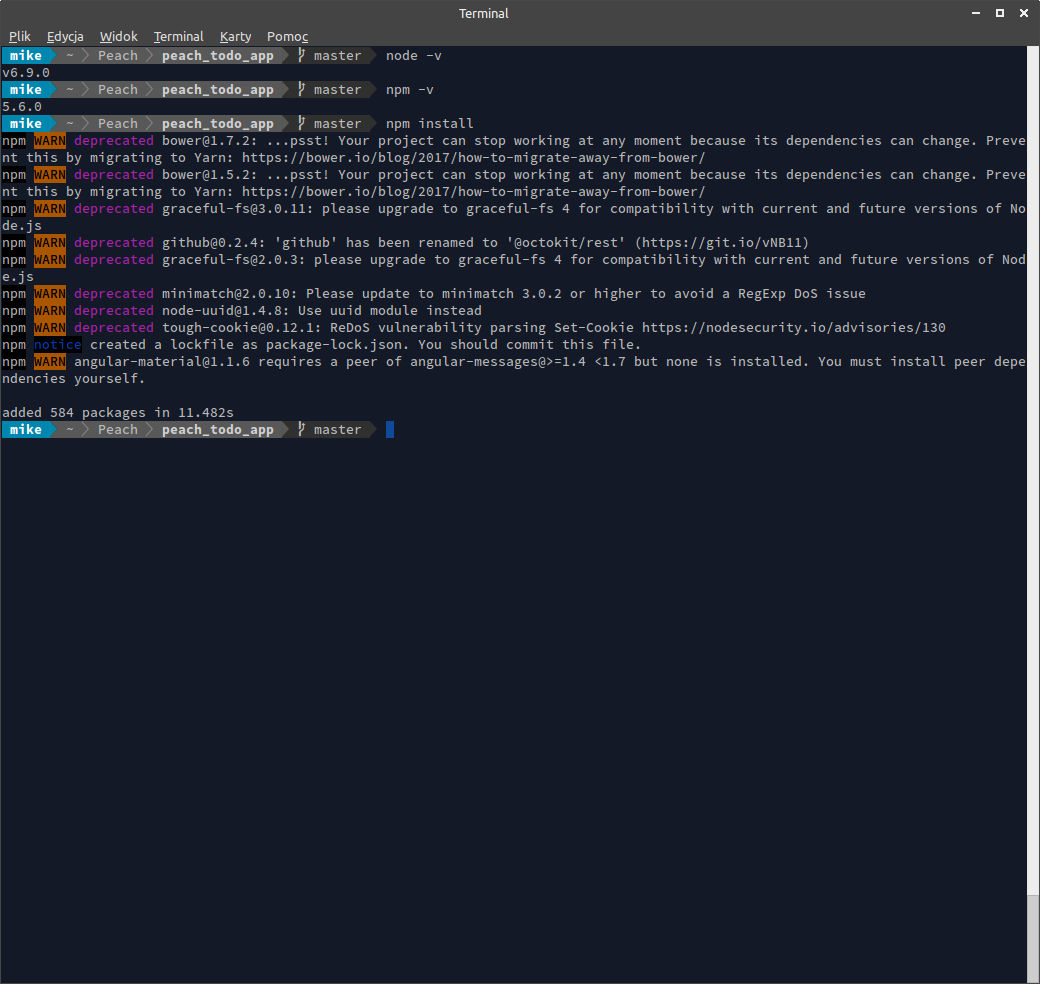 Terminal
Plik Edycja Widok Terminal Karty Pomoc
mike ~ Peach peach_todo_app master node -v
v6.9.0
mike ~ Peach peach_todo_app master npm -v
5.6.0
mike ~ Peach peach_todo_app master npm install
npm WARN deprecated bower@1.7.2: ...psst! Your project can stop working at any moment because its dependencies can change. Preve
nt this by migrating to Yarn: https://bower.io/blog/2017/how-to-migrate-away-from-bower/
npm WARN deprecated bower@1.5.2: ...psst! Your project can stop working at any moment because its dependencies can change. Preve
nt this by migrating to Yarn: https://bower.io/blog/2017/how-to-migrate-away-from-bower/
npm WARN deprecated graceful-fs@3.0.11: please upgrade to graceful-fs 4 for compatibility with current and future versions of No
de.js
npm WARN deprecated github@0.2.4: 'github' has been renamed to '@octokit/rest' (https://git.io/vNB11)
npm WARN deprecated graceful-fs@2.0.3: please upgrade to graceful-fs 4 for compatibility with current and future versions of Nod
e.js
npm WARN deprecated minimatch@2.0.10: Please update to minimatch 3.0.2 or higher to avoid a RegExp DoS issue
npm WARN deprecated node-uuid@1.4.8: Use uuid module instead
npm WARN deprecated tough-cookie@0.12.1: ReDoS vulnerability parsing Set-Cookie https://nodesecurity.io/advisories/130
npm notice created a lockfile as package-lock.json. You should commit this file.
npm WARN angular-material@1.1.6 requires a peer of angular-messages@>=1.4 <1.7 but none is installed. You must install peer depe
ndencies yourself.
added 584 packages in 11.482s
mike ~ Peach peach_todo_app master